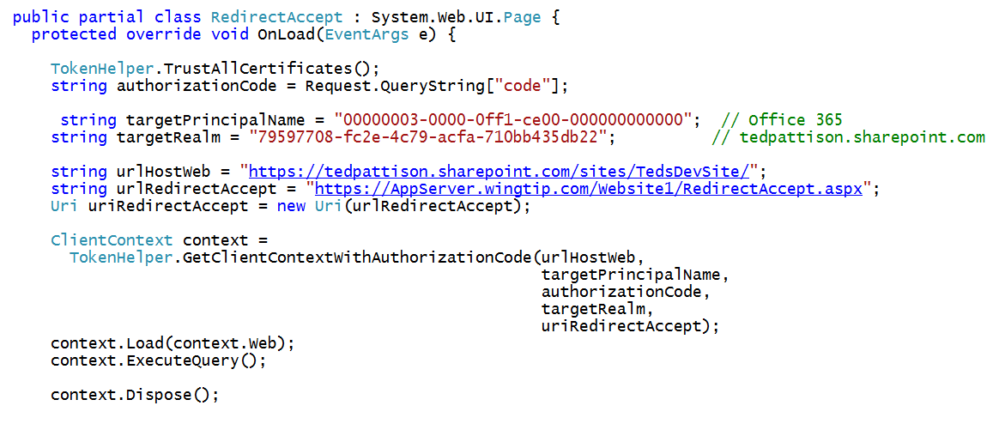 public partial class RedirectAccept : System.Web.UI.Page {
  protected override void OnLoad(EventArgs e) {

    TokenHelper.TrustAllCertificates();
    string authorizationCode = Request.QueryString["code"];

     string targetPrincipalName = "00000003-0000-0ff1-ce00-000000000000";  // Office 365
    string targetRealm = "79597708-fc2e-4c79-acfa-710bb435db22";          // tedpattison.sharepoint.com

    string urlHostWeb = "https://tedpattison.sharepoint.com/sites/TedsDevSite/";
    string urlRedirectAccept = "https://AppServer.wingtip.com/Website1/RedirectAccept.aspx";
    Uri uriRedirectAccept = new Uri(urlRedirectAccept);

    ClientContext context =
      TokenHelper.GetClientContextWithAuthorizationCode(urlHostWeb,
                                                        targetPrincipalName,
                                                        authorizationCode,
                                                        targetRealm,
                                                        uriRedirectAccept);
    context.Load(context.Web);
    context.ExecuteQuery();

    context.Dispose();